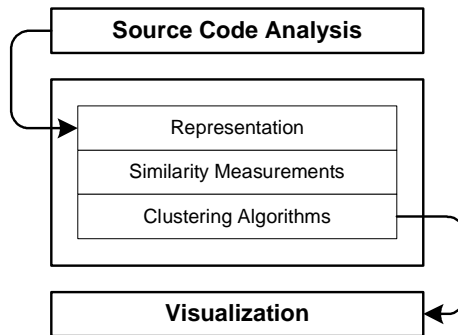 Source Code Analysis
Representation
Similarity Measurements
Clustering Algorithms
Visualization